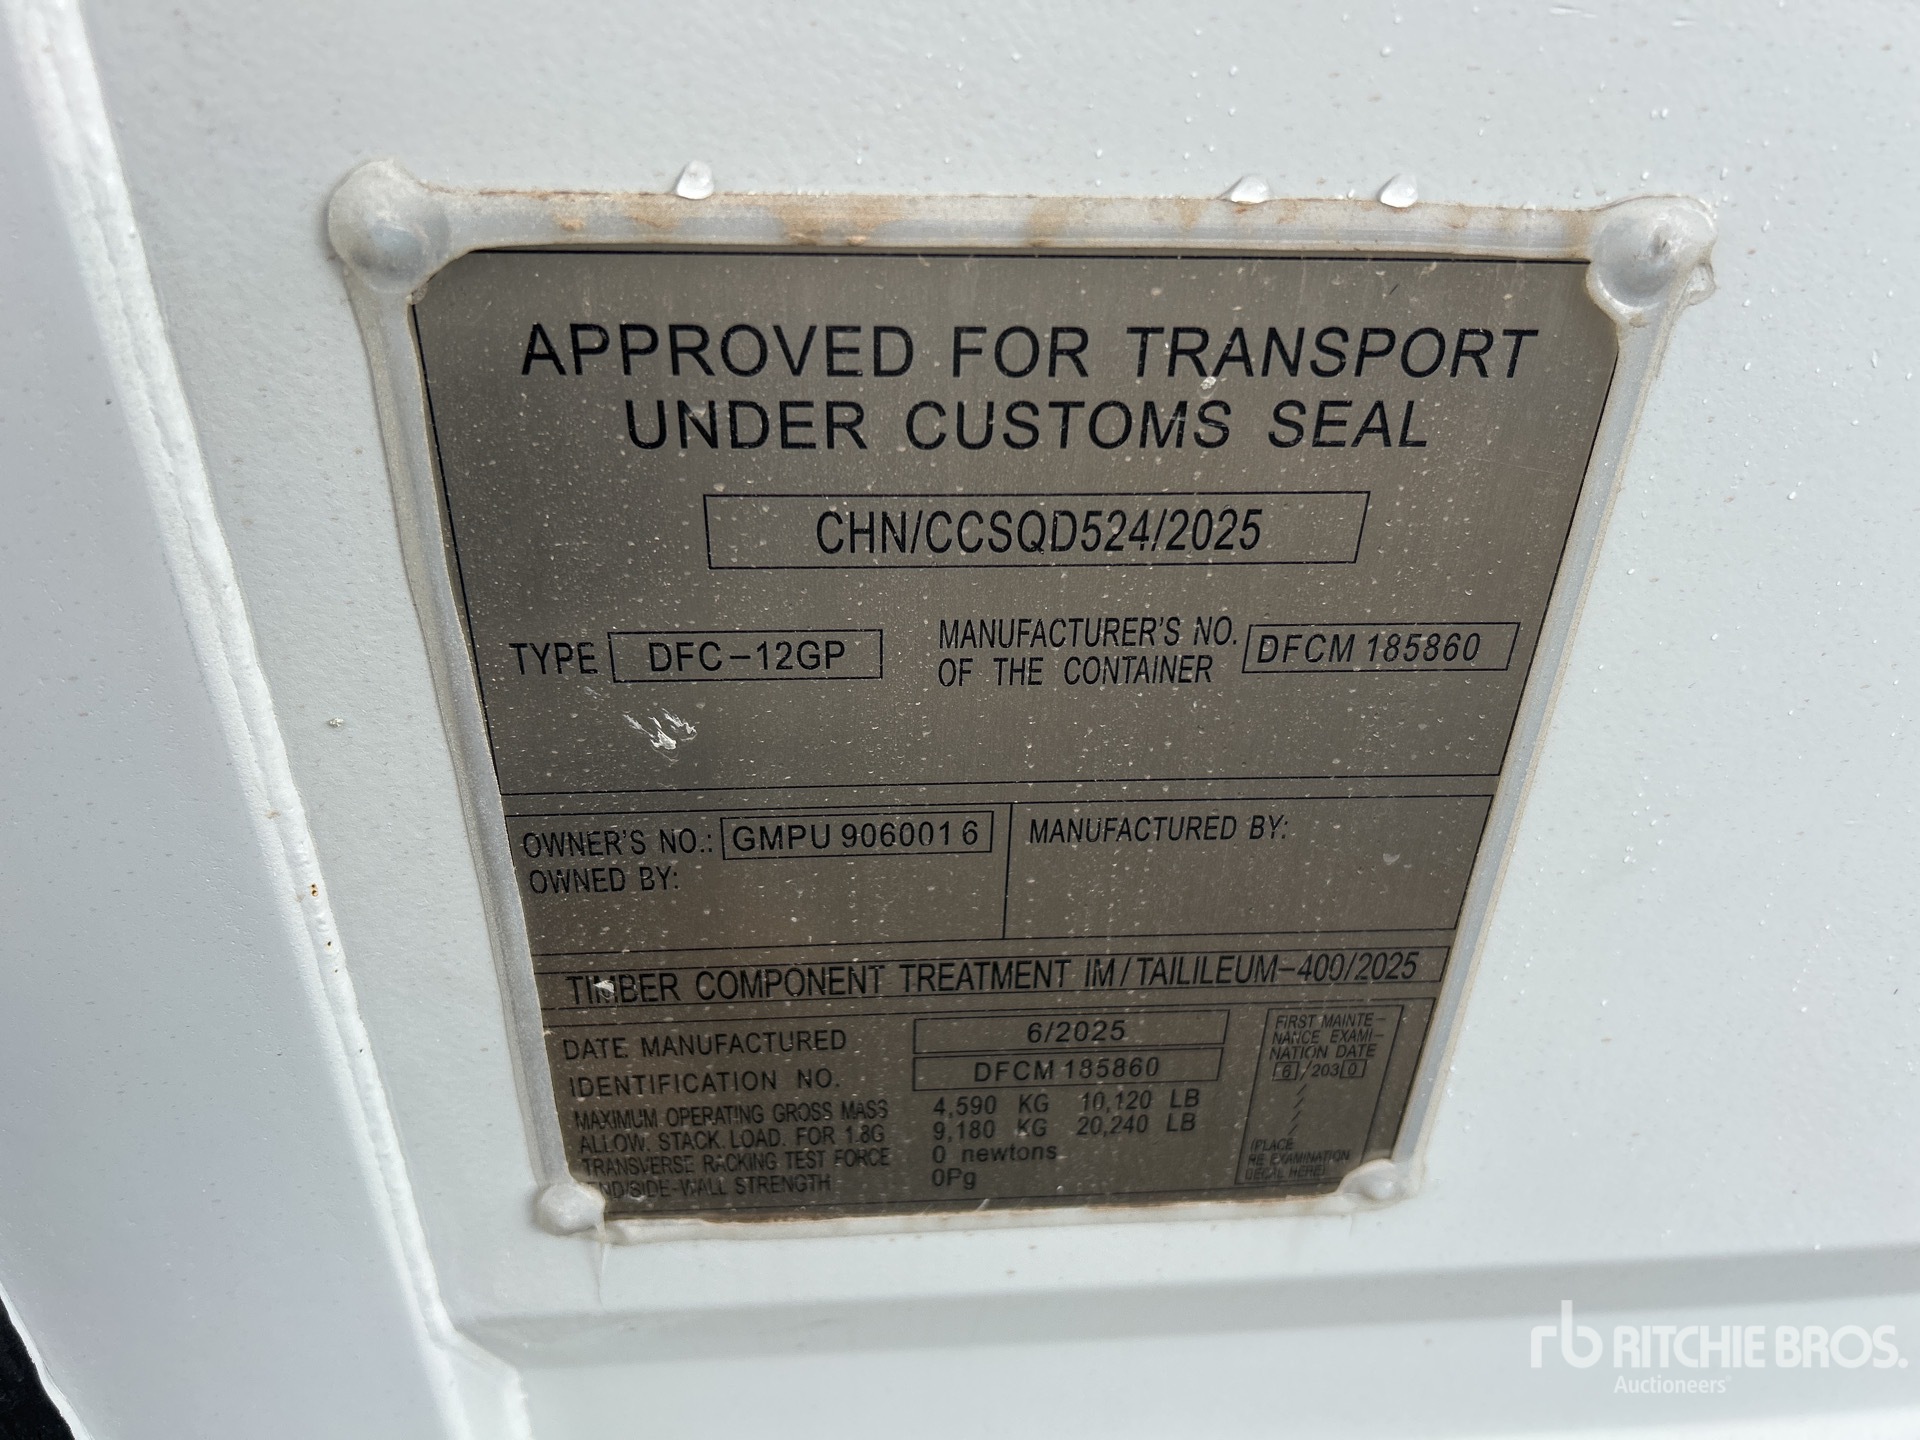 APPROVED FOR TRANSPORT
UNDER CUSTOMS SEAL
CHN/CCSQD524/2025
TYPE DFC-12GP
MANUFACTURER'S NO.
OF THE CONTAINER
DFCM 185860
OWNER'S NO.: GMPU 906001 6
OWNED BY:
MANUFACTURED BY:
TIMBER COMPONENT TREATMENT IM/TAILILEUM-400/2025
DATE MANUFACTURED 6/2025
IDENTIFICATION NO. DFCM 185860
MAXIMUM OPERATING GROSS MASS 4,590 KG 10,120 LB
ALLOW. STACK. LOAD. FOR 1.8G 9,180 KG 20,240 LB
TRANSVERSE RACKING TEST FORCE 0 newtons
END/SIDE-WALL STRENGTH 0Pg
FIRST MAINTE-
NANCE EXAMI-
NATION DATE
6/2030
(PLACE
RE EXAMINATION
DECAL HERE)
rb RITCHIE BROS.
Auctioneers